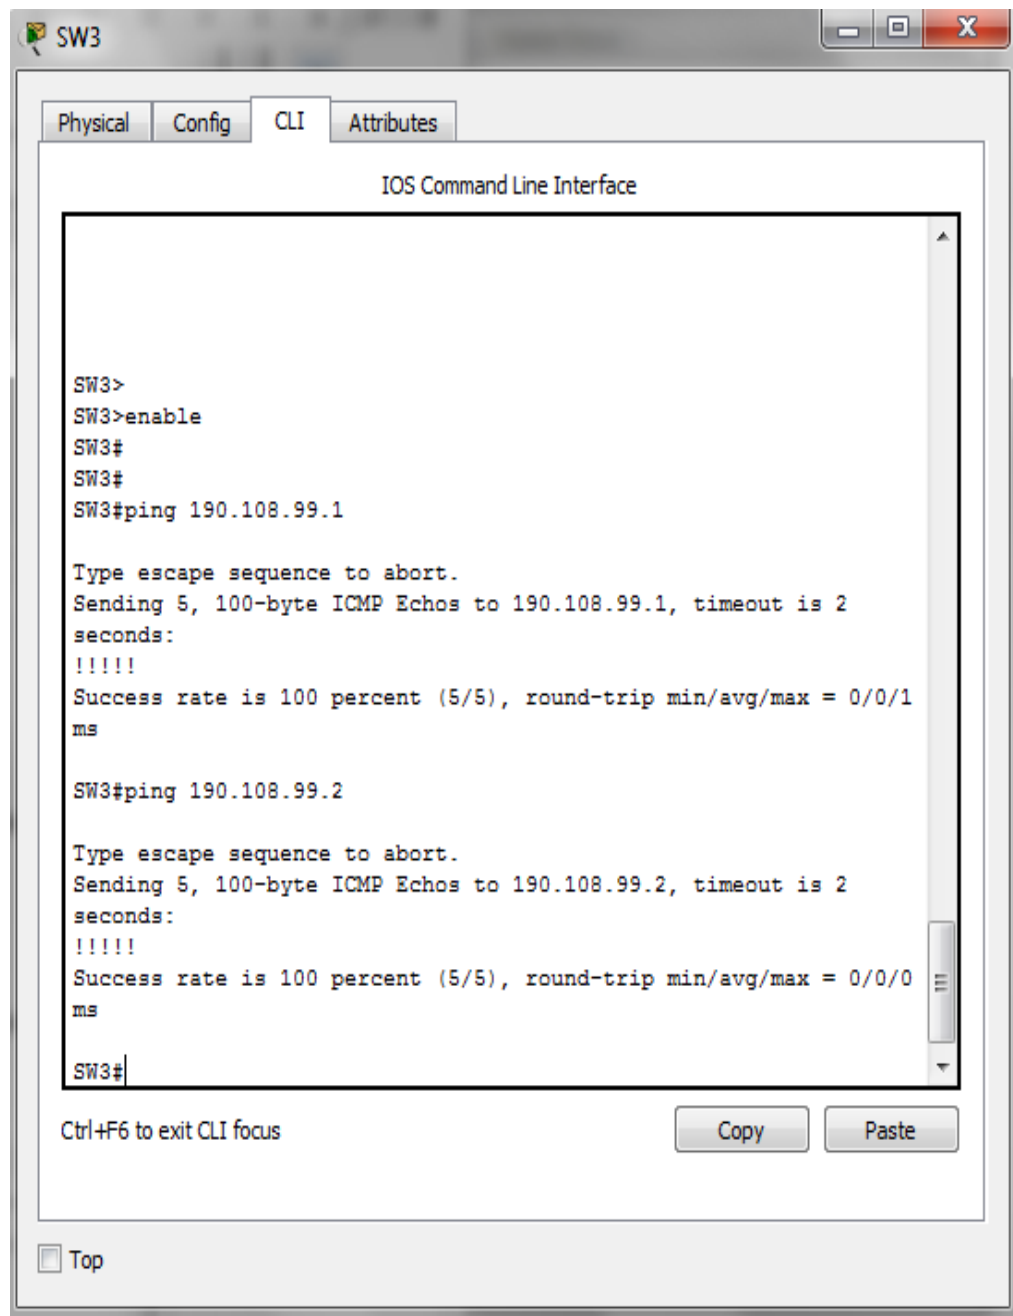 SW3
Physical Config CLI Attributes
IOS Command Line Interface
SW3>
SW3>enable
SW3#
SW3#
SW3#ping 190.108.99.1
Type escape sequence to abort.
Sending 5, 100-byte ICMP Echos to 190.108.99.1, timeout is 2
seconds:
!!!!!
Success rate is 100 percent (5/5), round-trip min/avg/max = 0/0/1
ms
SW3#ping 190.108.99.2
Type escape sequence to abort.
Sending 5, 100-byte ICMP Echos to 190.108.99.2, timeout is 2
seconds:
!!!!!
Success rate is 100 percent (5/5), round-trip min/avg/max = 0/0/0
ms
SW3#
Ctrl+F6 to exit CLI focus
Copy Paste
Top